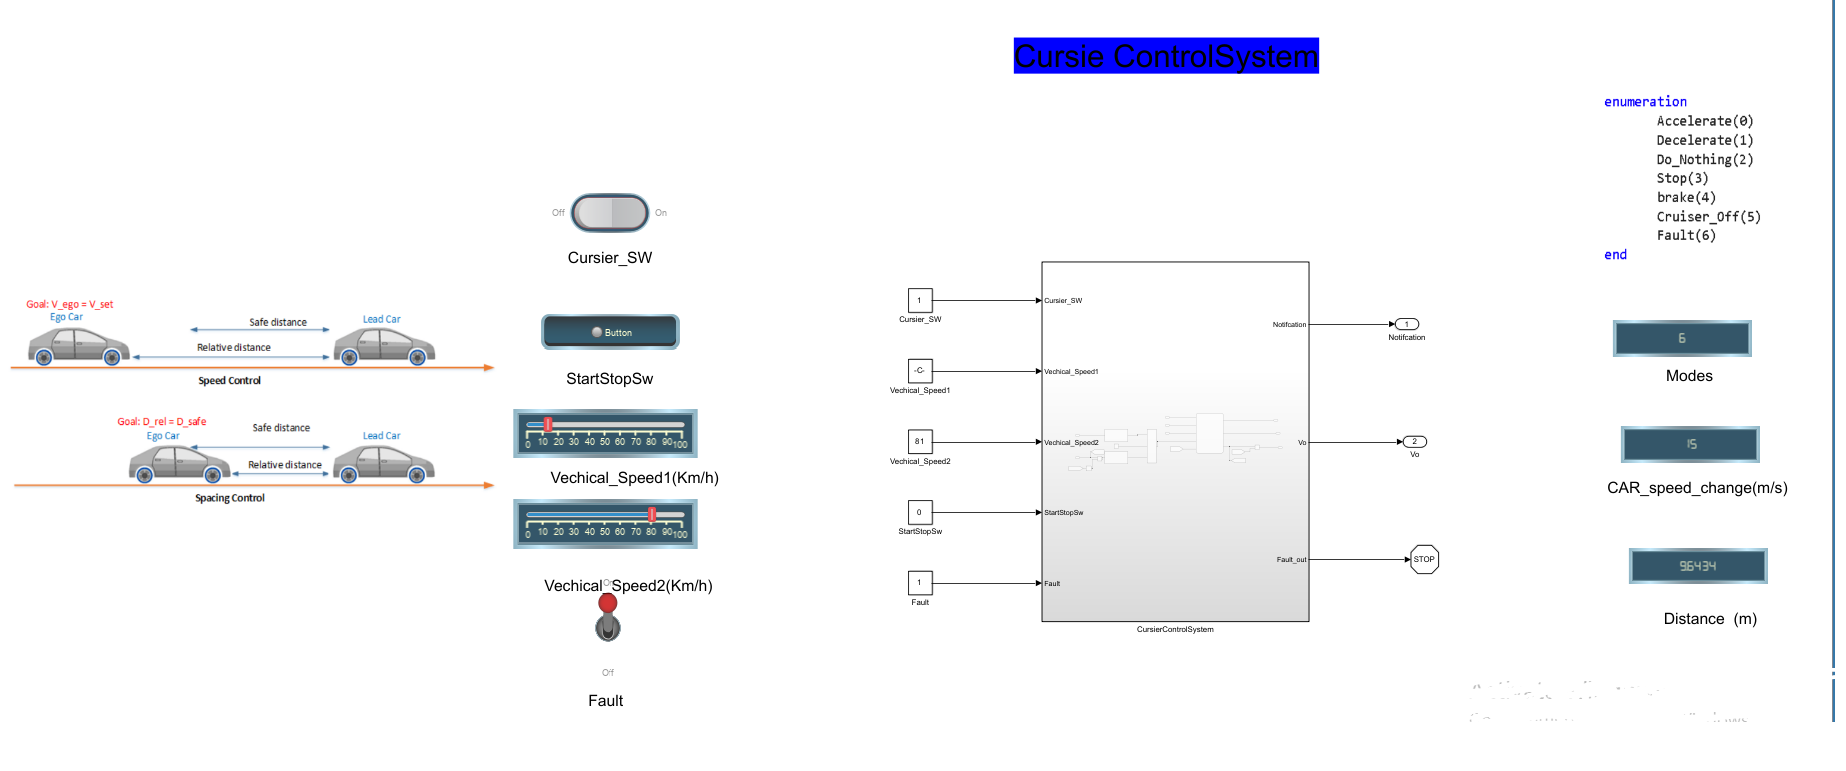 Cursie ControlSystem
enumeration
Accelerate(0)
Decelerate(1)
Do_Nothing(2)
Stop(3)
brake(4)
Cruiser_Off(5)
Fault(6)
end
Off
On
Cursier_SW
Goal: V_ego = V_set
Ego Car
Safe distance
Lead Car
Relative distance
Speed Control
Goal: D_rel = D_safe
Ego Car
Safe distance
Lead Car
Relative distance
Spacing Control
Button
StartStopSw
0 10 20 30 40 50 60 70 80 90 100
Vechical_Speed1(Km/h)
0 10 20 30 40 50 60 70 80 90 100
Vechical_Speed2(Km/h)
On
Off
Fault
1
Cursier_SW
-C-
Vechical_Speed1
81
Vechical_Speed2
0
StartStopSw
1
Fault
Cursier_SW
Vechical_Speed1
Vechical_Speed2
StartStopSw
Fault
Notifcation
Vo
Fault_out
CursierControlSystem
1
Notifcation
2
Vo
STOP
6
Modes
15
CAR_speed_change(m/s)
9.6434
Distance (m)